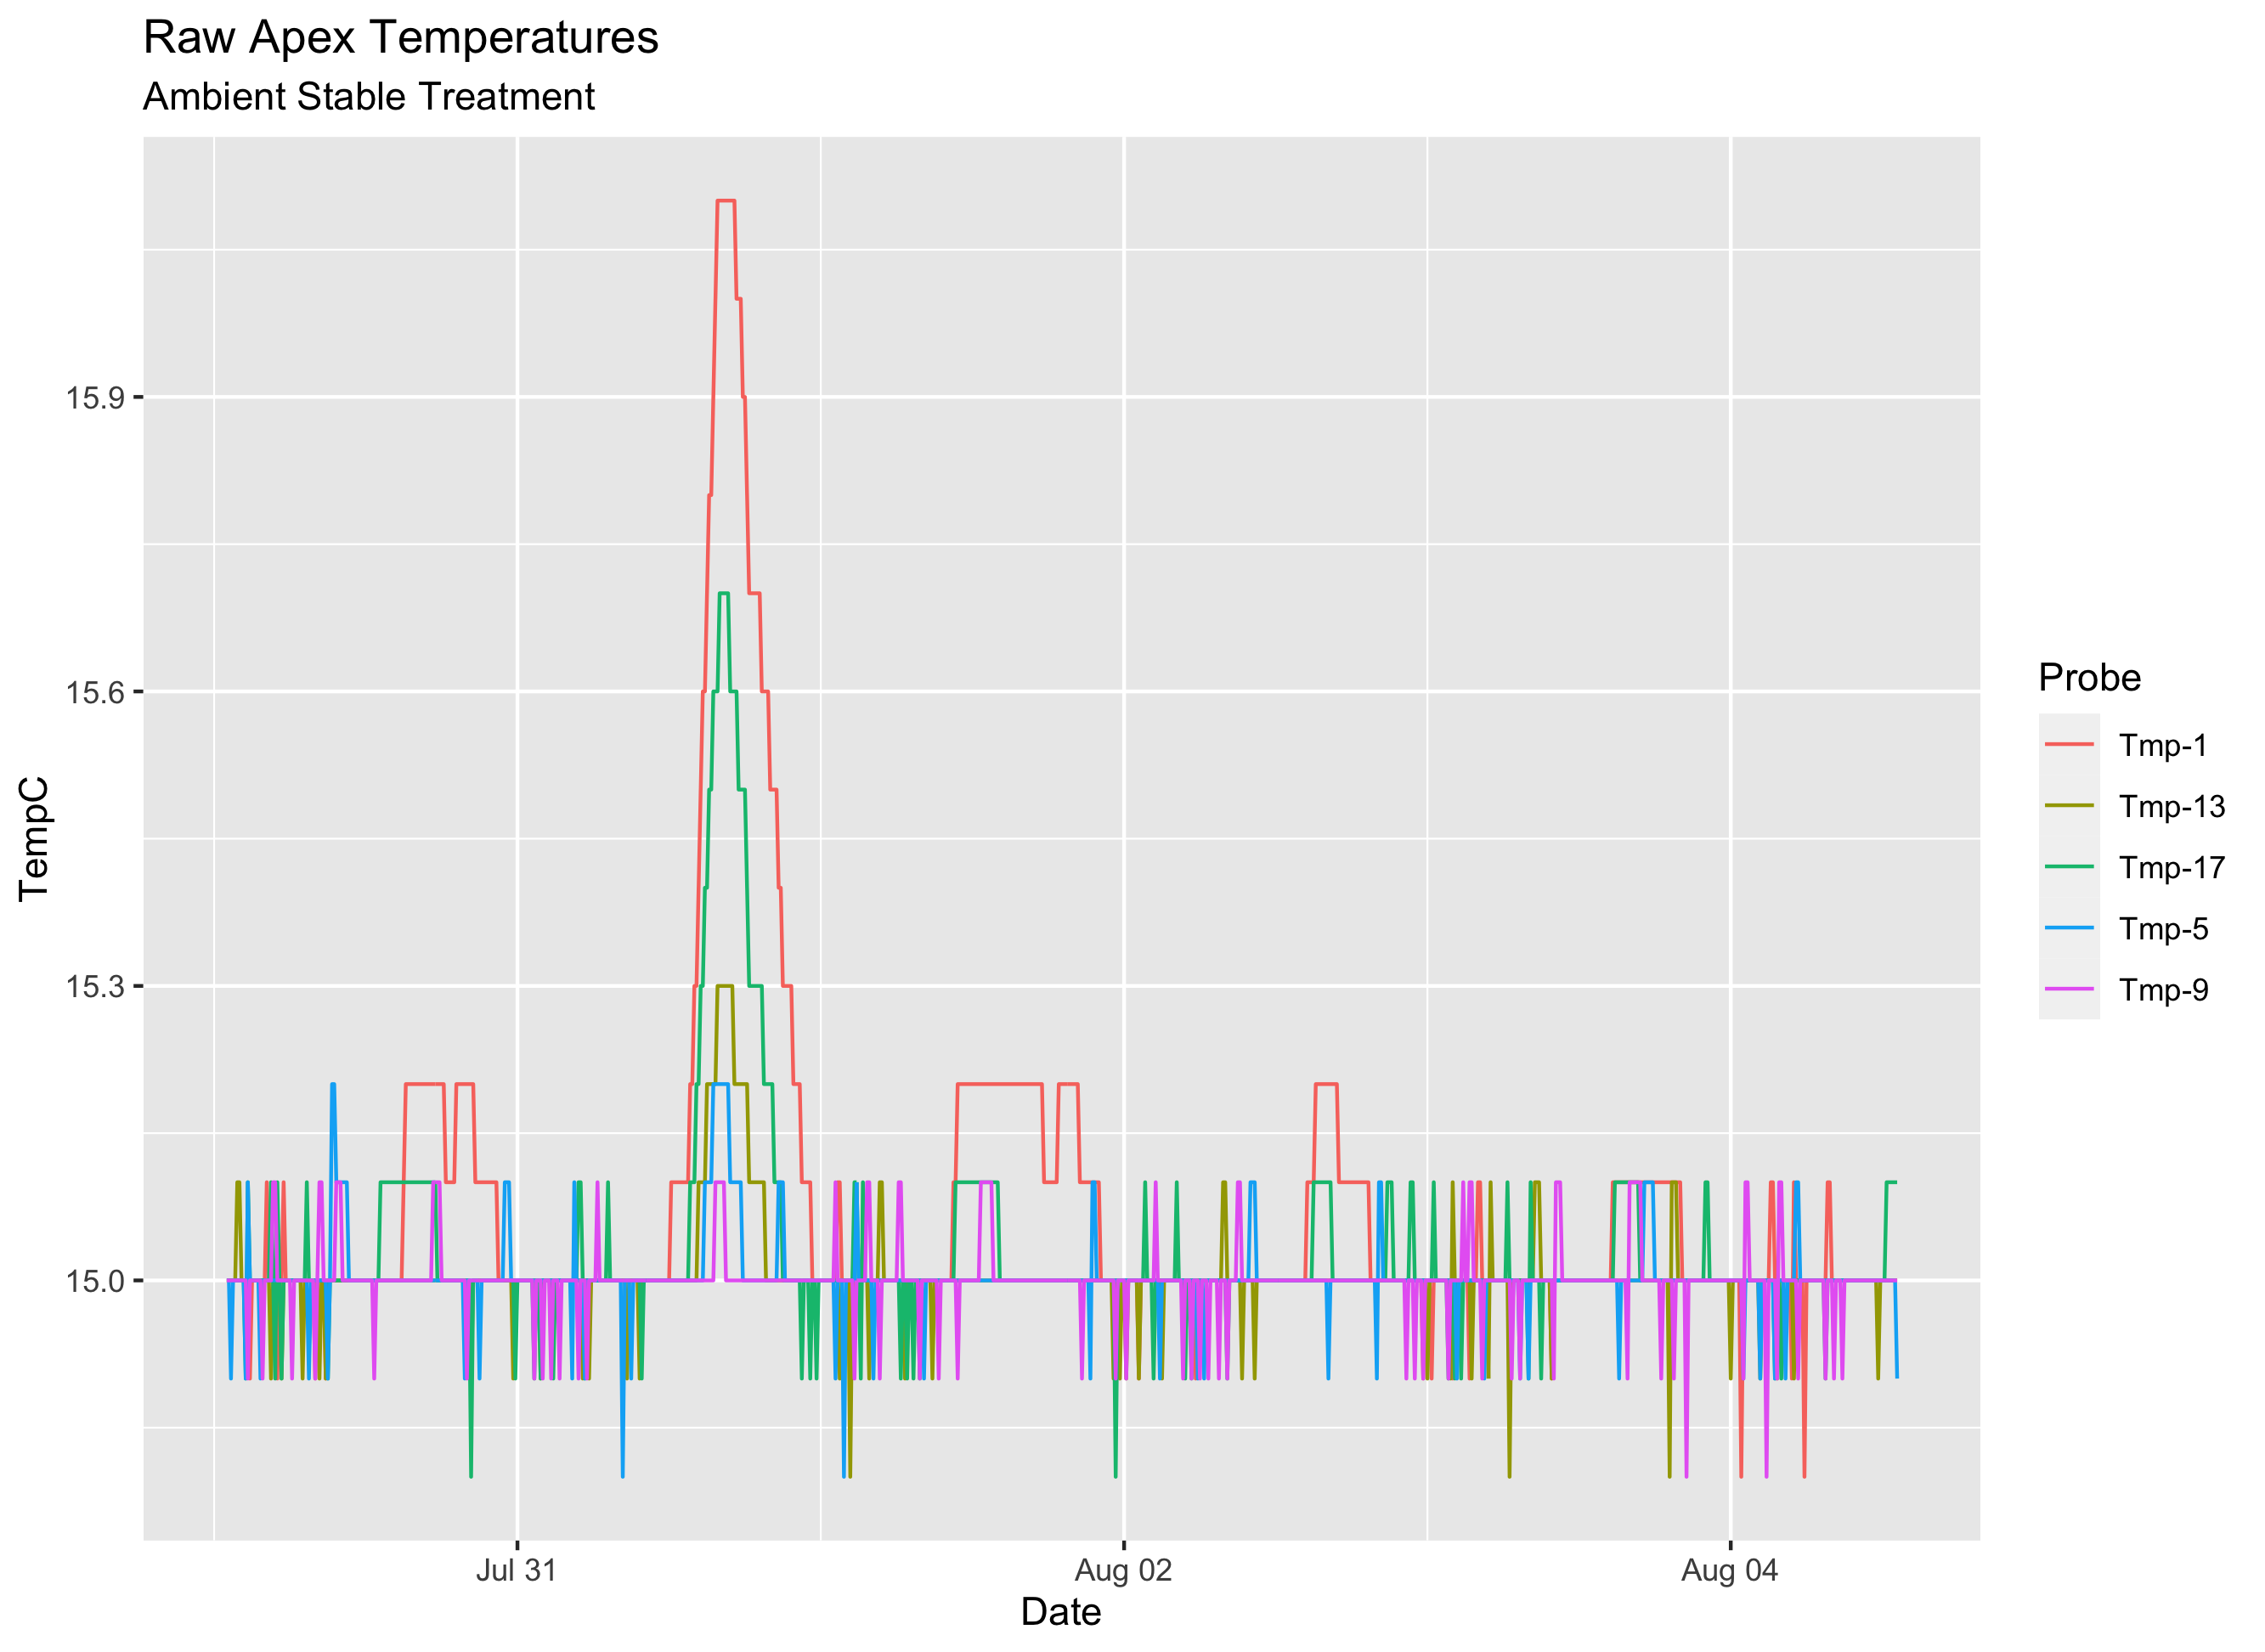 Raw Apex Temperatures
Ambient Stable Treatment
TempC
15.9
15.6
15.3
15.0
Jul 31
Aug 02
Aug 04
Date
Probe
Tmp-1
Tmp-13
Tmp-17
Tmp-5
Tmp-9